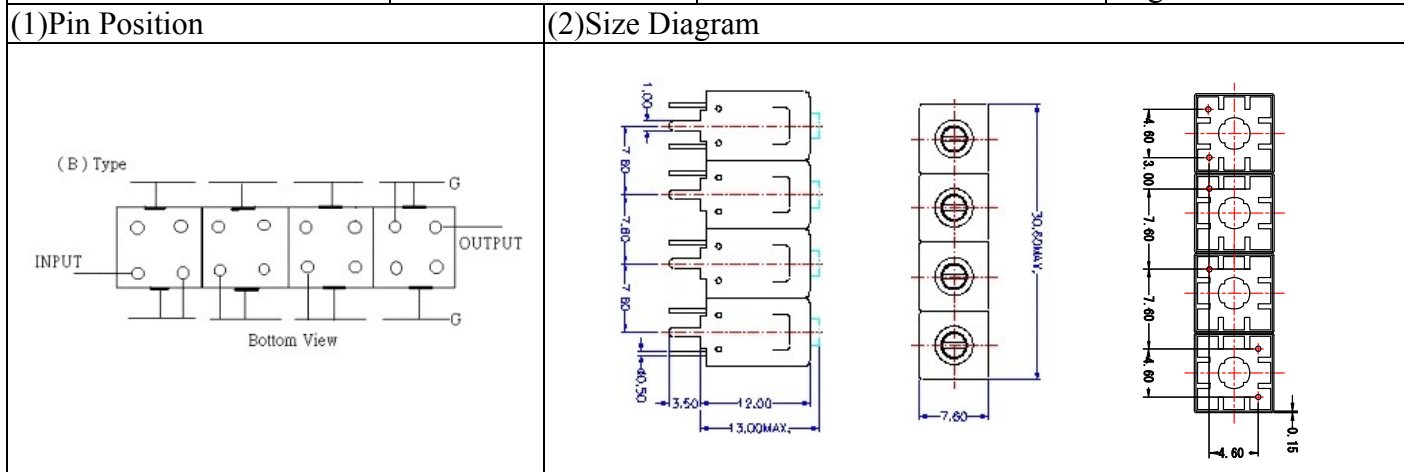 (1)Pin Position
(2)Size Diagram
( B ) Type
G
OUTPUT
INPUT
G
Bottom View
1.00
7.60
7.60
7.60
Φ0.50
3.50
12.00
13.00MAX.
30.60MAX.
7.60
4.60
3.00
7.60
7.60
4.60
0.15
4.60